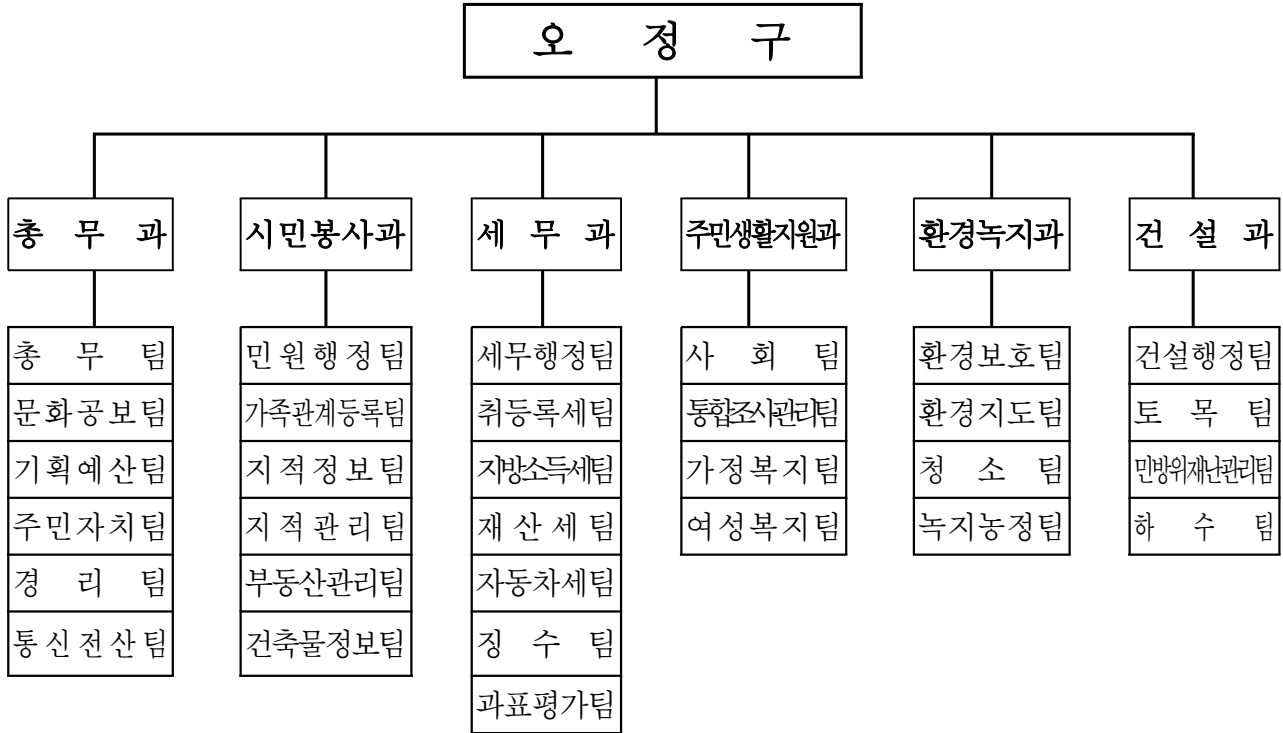 오 정 구
총 무 과
시민봉사과
세 무 과
주민생활지원과
환경녹지과
건 설 과
총 무 팀
문화공보팀
기획예산팀
주민자치팀
경 리 팀
통신전산팀
민원행정팀
가족관계등록팀
지적정보팀
지적관리팀
부동산관리팀
건축물정보팀
세무행정팀
취등록세팀
지방소득세팀
재산세팀
자동차세팀
징 수 팀
과표평가팀
사 회 팀
통합조사관리팀
가정복지팀
여성복지팀
환경보호팀
환경지도팀
청 소 팀
녹지농정팀
건설행정팀
토 목 팀
민방위재난관리팀
하 수 팀